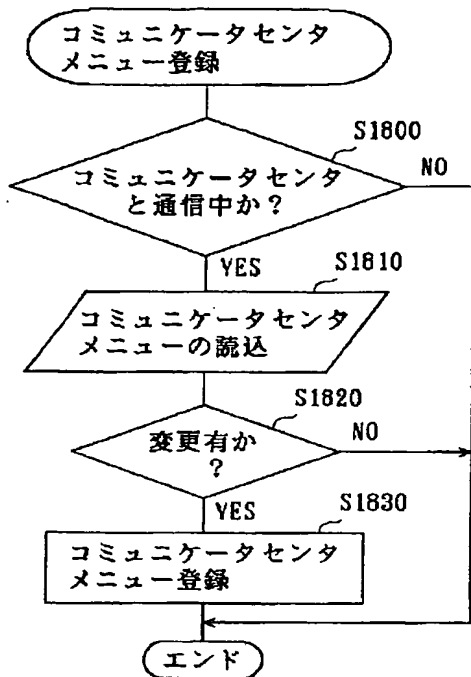 コミュニケータセンタ
メニュー登録
S1800
コミュニケータセンタ
と通信中か?
NO
YES
S1810
コミュニケータセンタ
メニューの読込
S1820
変更有か
?
NO
YES
S1830
コミュニケータセンタ
メニュー登録
エンド